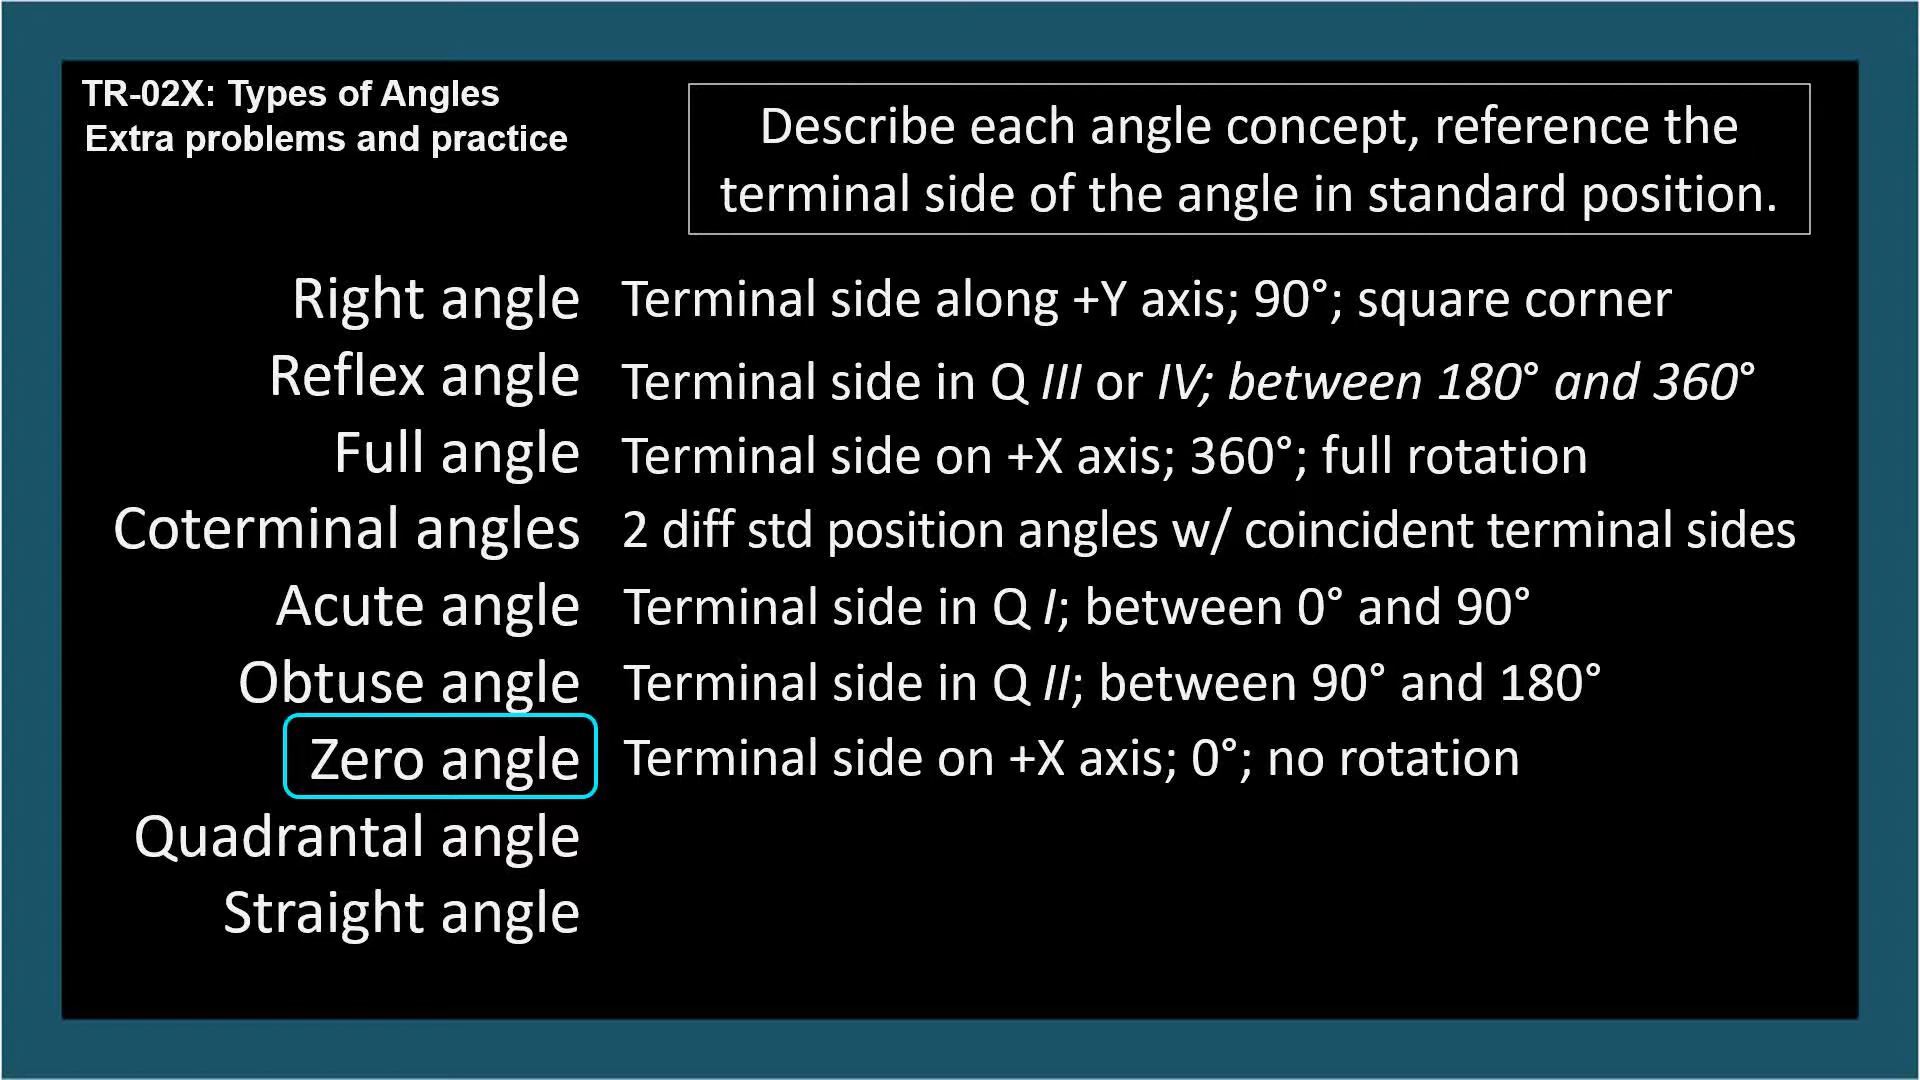 TR-02X: Types of Angles
Extra problems and practice
Describe each angle concept, reference the
terminal side of the angle in standard position.
Right angle Terminal side along +Y axis; 90°; square corner
Reflex angle Terminal side in Q III or IV; between 180° and 360°
Full angle Terminal side on +X axis; 360°; full rotation
Coterminal angles 2 diff std position angles w/ coincident terminal sides
Acute angle Terminal side in Q I; between 0° and 90°
Obtuse angle Terminal side in Q II; between 90° and 180°
Zero angle Terminal side on +X axis; 0°; no rotation
Quadrantal angle
Straight angle